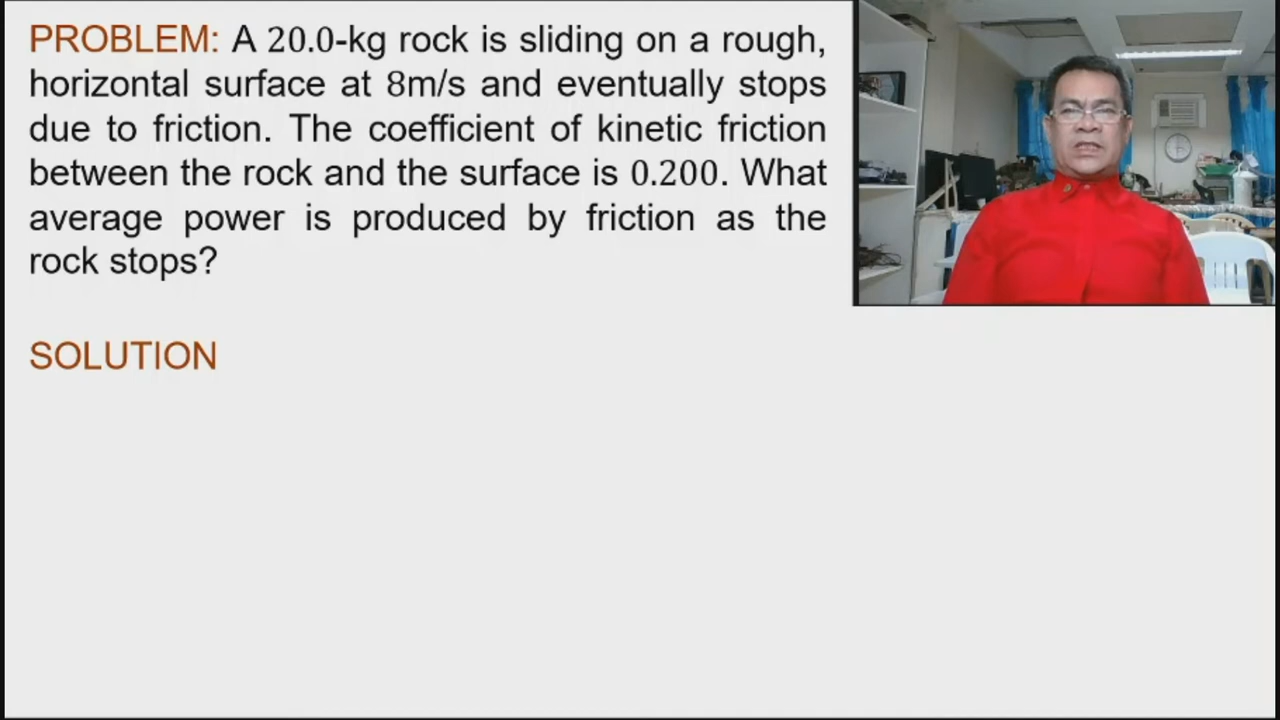 PROBLEM: A 20.0-kg rock is sliding on a rough,
horizontal surface at 8m/s and eventually stops
due to friction. The coefficient of kinetic friction
between the rock and the surface is 0.200. What
average power is produced by friction as the
rock stops?
SOLUTION